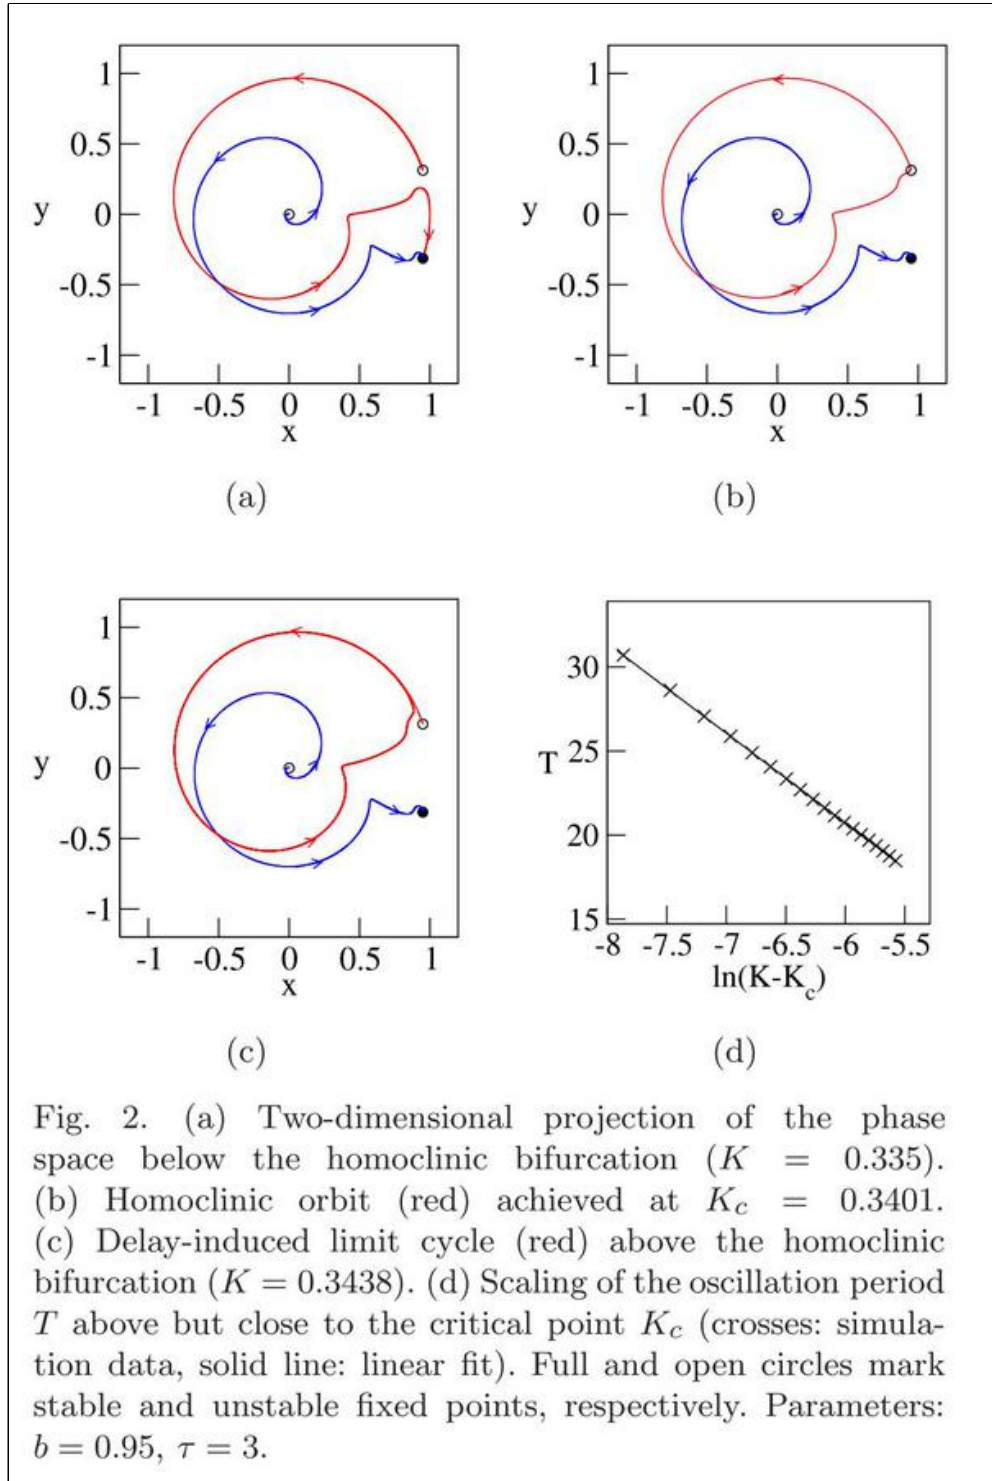 1
0.5
y 0
-0.5
-1
-1 -0.5 0 0.5 1
x
(a)
1
0.5
y 0
-0.5
-1
-1 -0.5 0 0.5 1
x
(b)
1
0.5
y 0
-0.5
-1
-1 -0.5 0 0.5 1
x
(c)
30
25
T
20
15
-8 -7.5 -7 -6.5 -6 -5.5
ln(K-K_c)
(d)
Fig. 2. (a) Two-dimensional projection of the phase
space below the homoclinic bifurcation (K = 0.335).
(b) Homoclinic orbit (red) achieved at K_c = 0.3401.
(c) Delay-induced limit cycle (red) above the homoclinic
bifurcation (K = 0.3438). (d) Scaling of the oscillation period
T above but close to the critical point K_c (crosses: simula-
tion data, solid line: linear fit). Full and open circles mark
stable and unstable fixed points, respectively. Parameters:
b = 0.95, τ = 3.